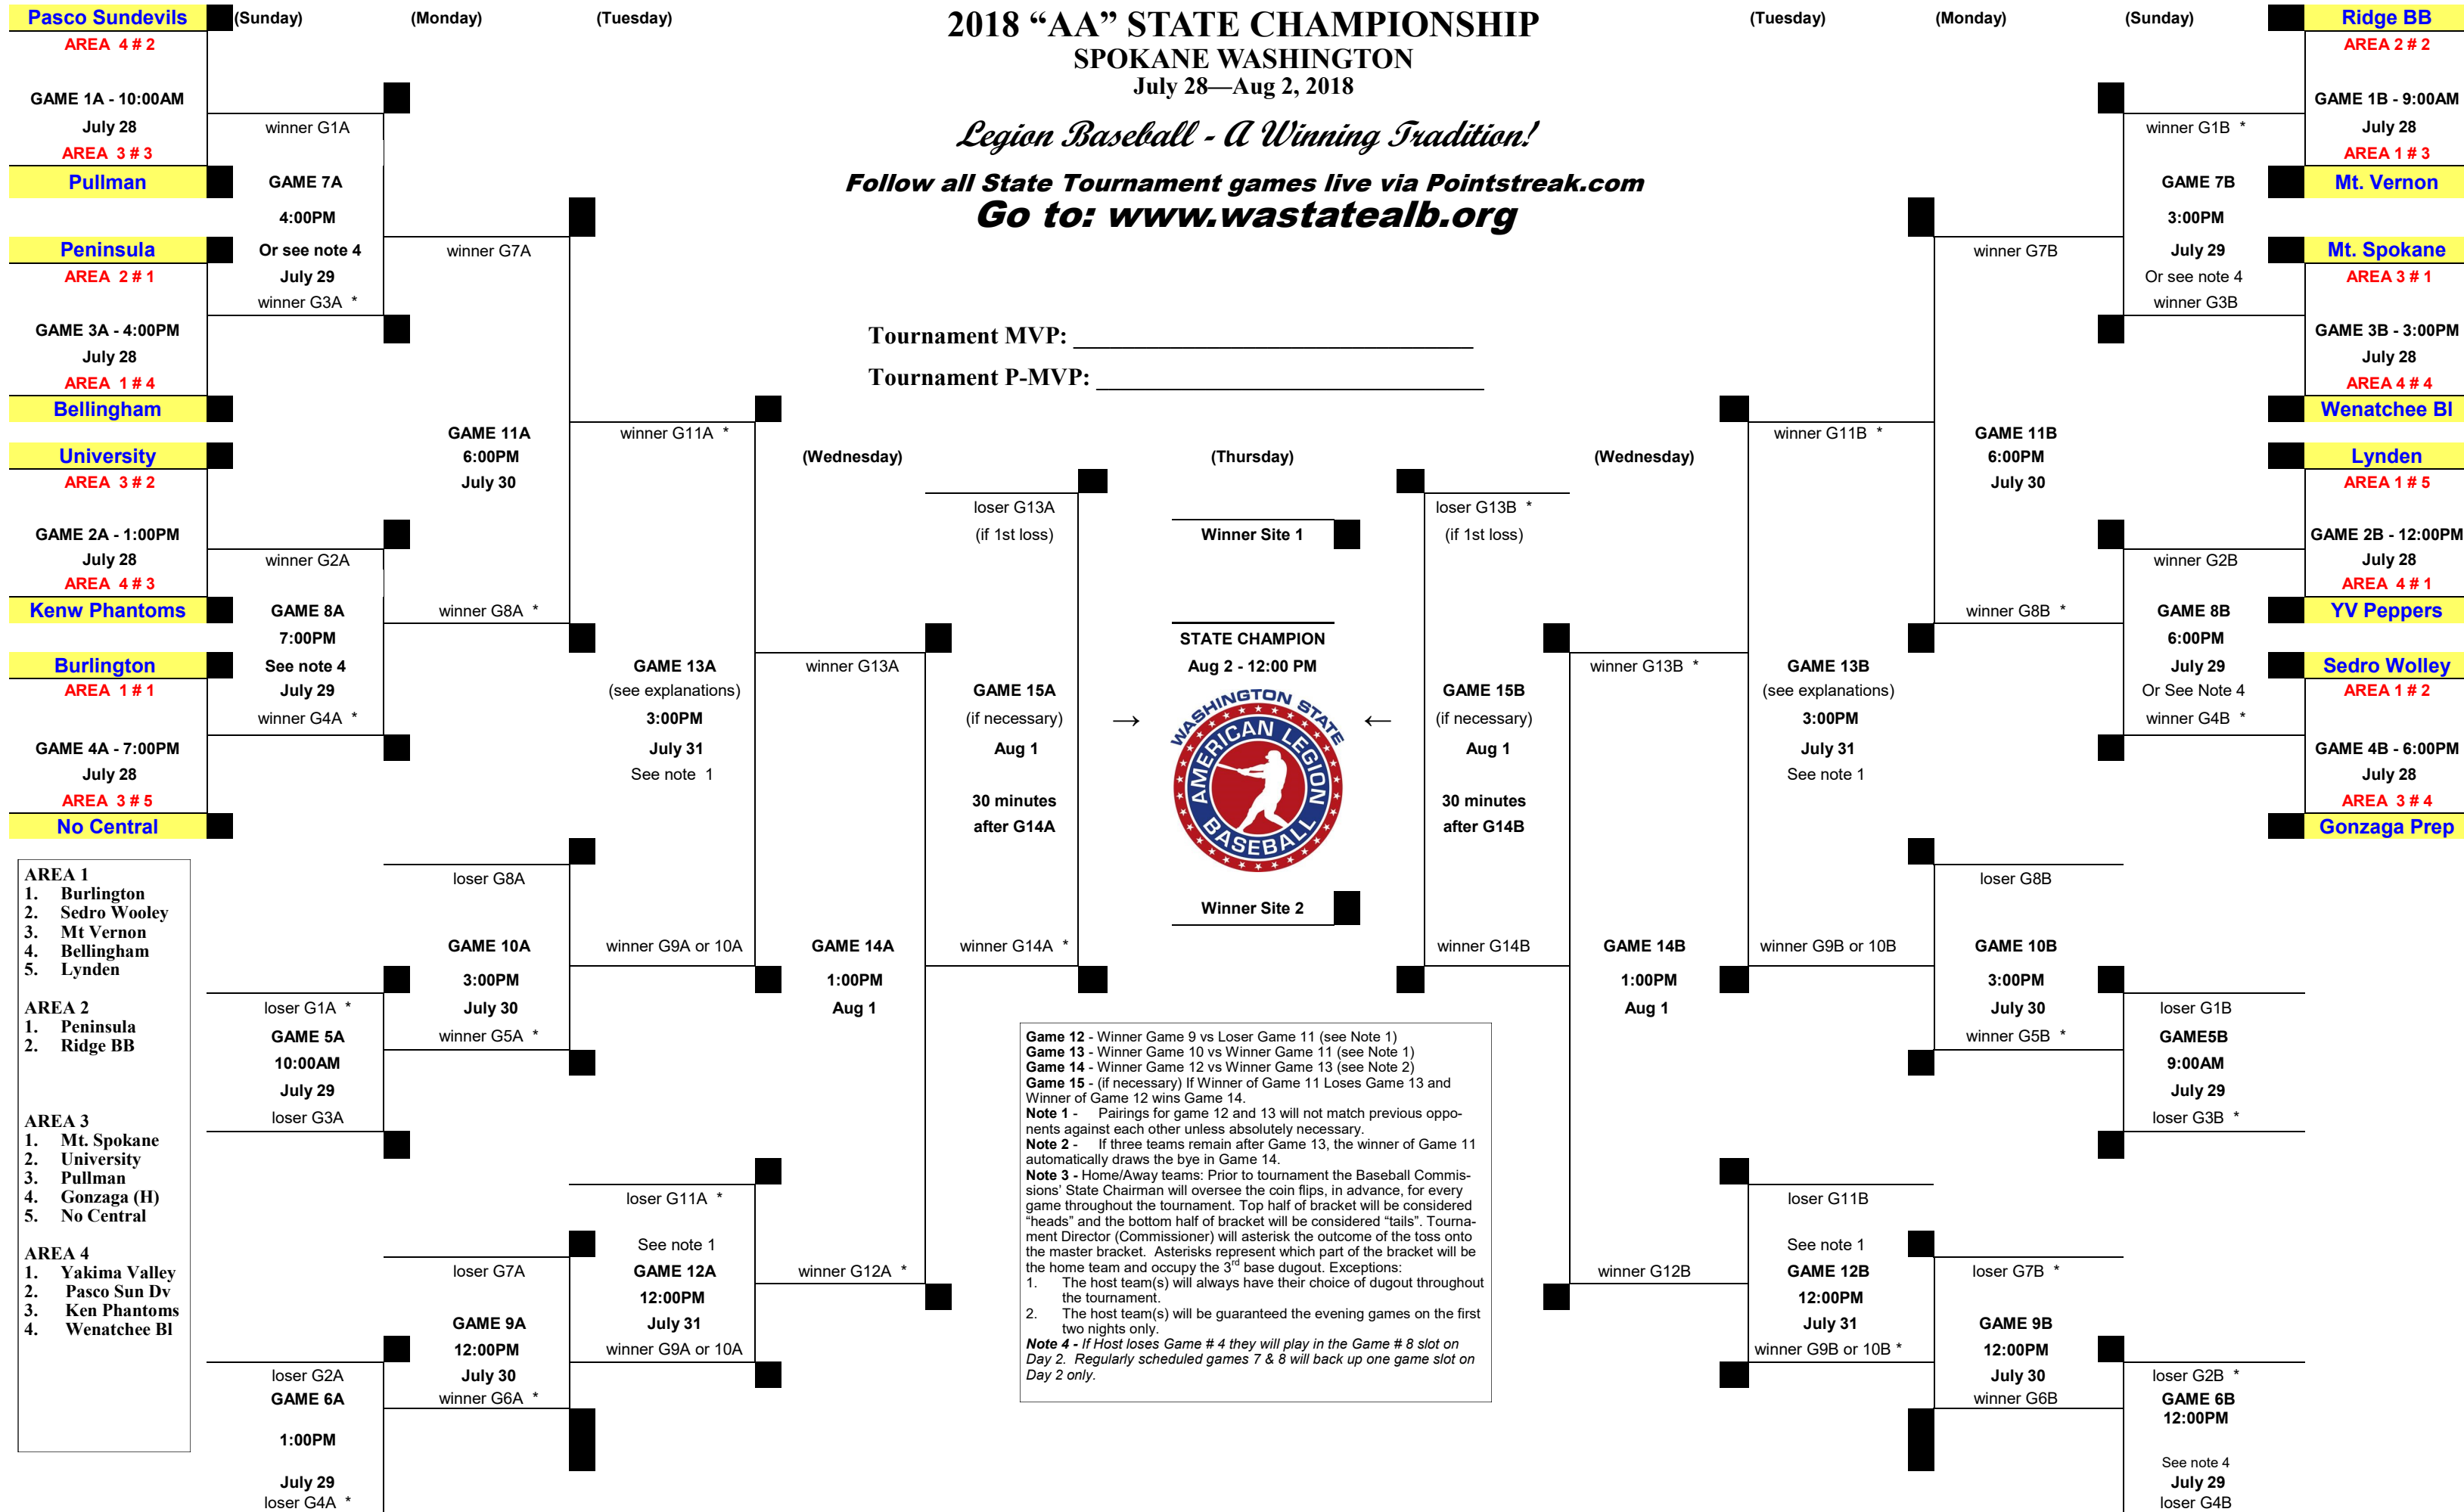 2018 “AA” STATE CHAMPIONSHIP
SPOKANE WASHINGTON
July 28—Aug 2, 2018
Legion Baseball - A Winning Tradition!
Follow all State Tournament games live via Pointstreak.com
Go to: www.wastatealb.org
Tournament MVP:
Tournament P-MVP:
Pasco Sundevils
AREA 4 # 2
GAME 1A - 10:00AM
July 28
AREA 3 # 3
Pullman
Peninsula
AREA 2 # 1
GAME 3A - 4:00PM
July 28
AREA 1 # 4
Bellingham
University
AREA 3 # 2
GAME 2A - 1:00PM
July 28
AREA 4 # 3
Kenw Phantoms
Burlington
AREA 1 # 1
GAME 4A - 7:00PM
July 28
AREA 3 # 5
No Central
AREA 1
1. Burlington
2. Sedro Wooley
3. Mt Vernon
4. Bellingham
5. Lynden
AREA 2
1. Peninsula
2. Ridge BB
AREA 3
1. Mt. Spokane
2. University
3. Pullman
4. Gonzaga (H)
5. No Central
AREA 4
1. Yakima Valley
2. Pasco Sun Dv
3. Ken Phantoms
4. Wenatchee Bl
(Sunday)
winner G1A
GAME 7A
4:00PM
Or see note 4
July 29
winner G3A *
winner G2A
GAME 8A
7:00PM
See note 4
July 29
winner G4A *
loser G1A *
GAME 5A
10:00AM
July 29
loser G3A
loser G2A
GAME 6A
1:00PM
July 29
loser G4A *
(Monday)
winner G7A
GAME 11A
6:00PM
July 30
winner G8A *
loser G8A
GAME 10A
3:00PM
July 30
winner G5A *
loser G7A
GAME 9A
12:00PM
July 30
winner G6A *
(Tuesday)
winner G11A *
GAME 13A
(see explanations)
3:00PM
July 31
See note 1
winner G9A or 10A
loser G11A *
See note 1
GAME 12A
12:00PM
July 31
winner G9A or 10A
(Wednesday)
winner G13A
GAME 14A
1:00PM
Aug 1
winner G12A *
loser G13A
(if 1st loss)
GAME 15A
(if necessary)
Aug 1
30 minutes
after G14A
winner G14A *
(Thursday)
Winner Site 1
STATE CHAMPION
Aug 2 - 12:00 PM
→
←
WASHINGTON STATE
AMERICAN LEGION
BASEBALL
Winner Site 2
Game 12 - Winner Game 9 vs Loser Game 11 (see Note 1)
Game 13 - Winner Game 10 vs Winner Game 11 (see Note 1)
Game 14 - Winner Game 12 vs Winner Game 13 (see Note 2)
Game 15 - (if necessary) If Winner of Game 11 Loses Game 13 and
Winner of Game 12 wins Game 14.
Note 1 - Pairings for game 12 and 13 will not match previous oppo-
nents against each other unless absolutely necessary.
Note 2 - If three teams remain after Game 13, the winner of Game 11
automatically draws the bye in Game 14.
Note 3 - Home/Away teams: Prior to tournament the Baseball Commis-
sions’ State Chairman will oversee the coin flips, in advance, for every
game throughout the tournament. Top half of bracket will be considered
“heads” and the bottom half of bracket will be considered “tails”. Tourna-
ment Director (Commissioner) will asterisk the outcome of the toss onto
the master bracket. Asterisks represent which part of the bracket will be
the home team and occupy the 3rd base dugout. Exceptions:
1. The host team(s) will always have their choice of dugout throughout
the tournament.
2. The host team(s) will be guaranteed the evening games on the first
two nights only.
Note 4 - If Host loses Game # 4 they will play in the Game # 8 slot on
Day 2. Regularly scheduled games 7 & 8 will back up one game slot on
Day 2 only.
loser G13B *
(if 1st loss)
GAME 15B
(if necessary)
Aug 1
30 minutes
after G14B
winner G14B
(Wednesday)
winner G13B *
GAME 14B
1:00PM
Aug 1
winner G12B
(Tuesday)
winner G11B *
GAME 13B
(see explanations)
3:00PM
July 31
See note 1
winner G9B or 10B
loser G11B
See note 1
GAME 12B
12:00PM
July 31
winner G9B or 10B *
(Monday)
winner G7B
GAME 11B
6:00PM
July 30
winner G8B *
loser G8B
GAME 10B
3:00PM
July 30
winner G5B *
loser G7B *
GAME 9B
12:00PM
July 30
winner G6B
(Sunday)
winner G1B *
GAME 7B
3:00PM
July 29
Or see note 4
winner G3B
winner G2B
GAME 8B
6:00PM
July 29
Or See Note 4
winner G4B *
loser G1B
GAME5B
9:00AM
July 29
loser G3B *
loser G2B *
GAME 6B
12:00PM
See note 4
July 29
loser G4B
Ridge BB
AREA 2 # 2
GAME 1B - 9:00AM
July 28
AREA 1 # 3
Mt. Vernon
Mt. Spokane
AREA 3 # 1
GAME 3B - 3:00PM
July 28
AREA 4 # 4
Wenatchee Bl
Lynden
AREA 1 # 5
GAME 2B - 12:00PM
July 28
AREA 4 # 1
YV Peppers
Sedro Wolley
AREA 1 # 2
GAME 4B - 6:00PM
July 28
AREA 3 # 4
Gonzaga Prep